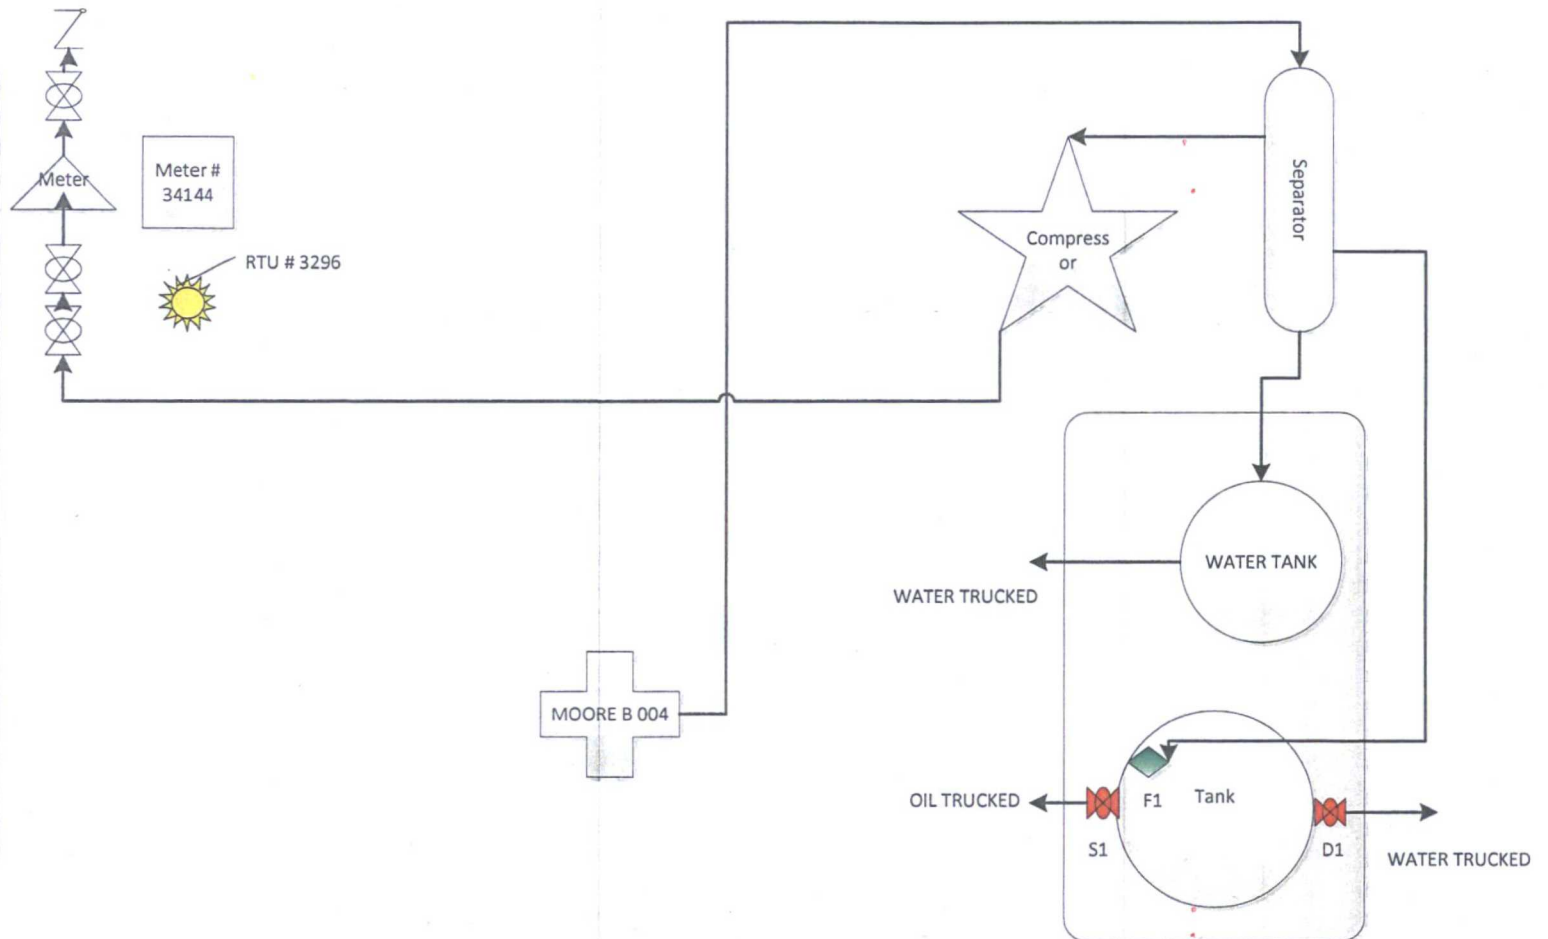 Meter
Meter #
34144
RTU # 3296
Compress
or
Separator
WATER TANK
WATER TRUCKED
MOORE B 004
OIL TRUCKED
F1
Tank
S1
D1
WATER TRUCKED